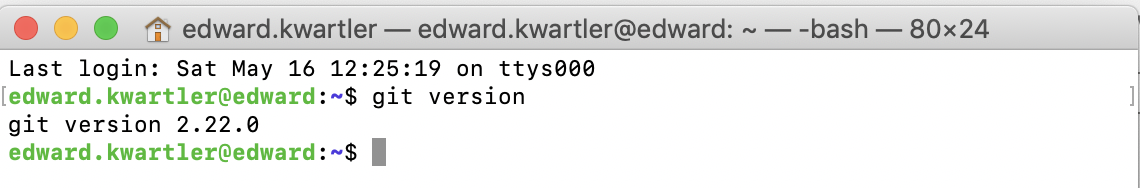 edward.kwartler — edward.kwartler@edward: ~ — -bash — 80×24
Last login: Sat May 16 12:25:19 on ttys000
[edward.kwartler@edward:~$ git version ]
git version 2.22.0
edward.kwartler@edward:~$